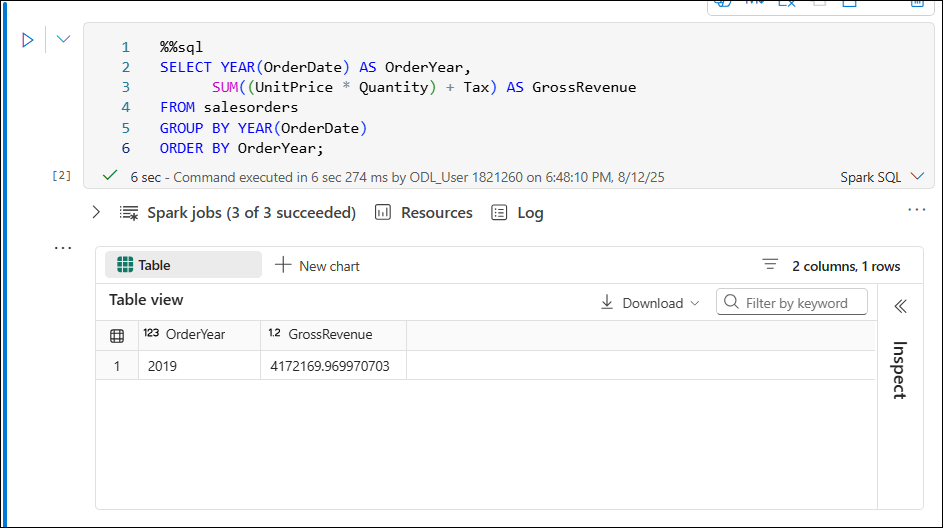 1 %%sql
2 SELECT YEAR(OrderDate) AS OrderYear,
3 SUM((UnitPrice * Quantity) + Tax) AS GrossRevenue
4 FROM salesorders
5 GROUP BY YEAR(OrderDate)
6 ORDER BY OrderYear;
[2] 6 sec - Command executed in 6 sec 274 ms by ODL_User 1821260 on 6:48:10 PM, 8/12/25 Spark SQL
Spark jobs (3 of 3 succeeded) Resources Log ...
...
Table New chart 2 columns, 1 rows
Table view Download Filter by keyword
123 OrderYear 1.2 GrossRevenue
1 2019 4172169.969970703
Inspect